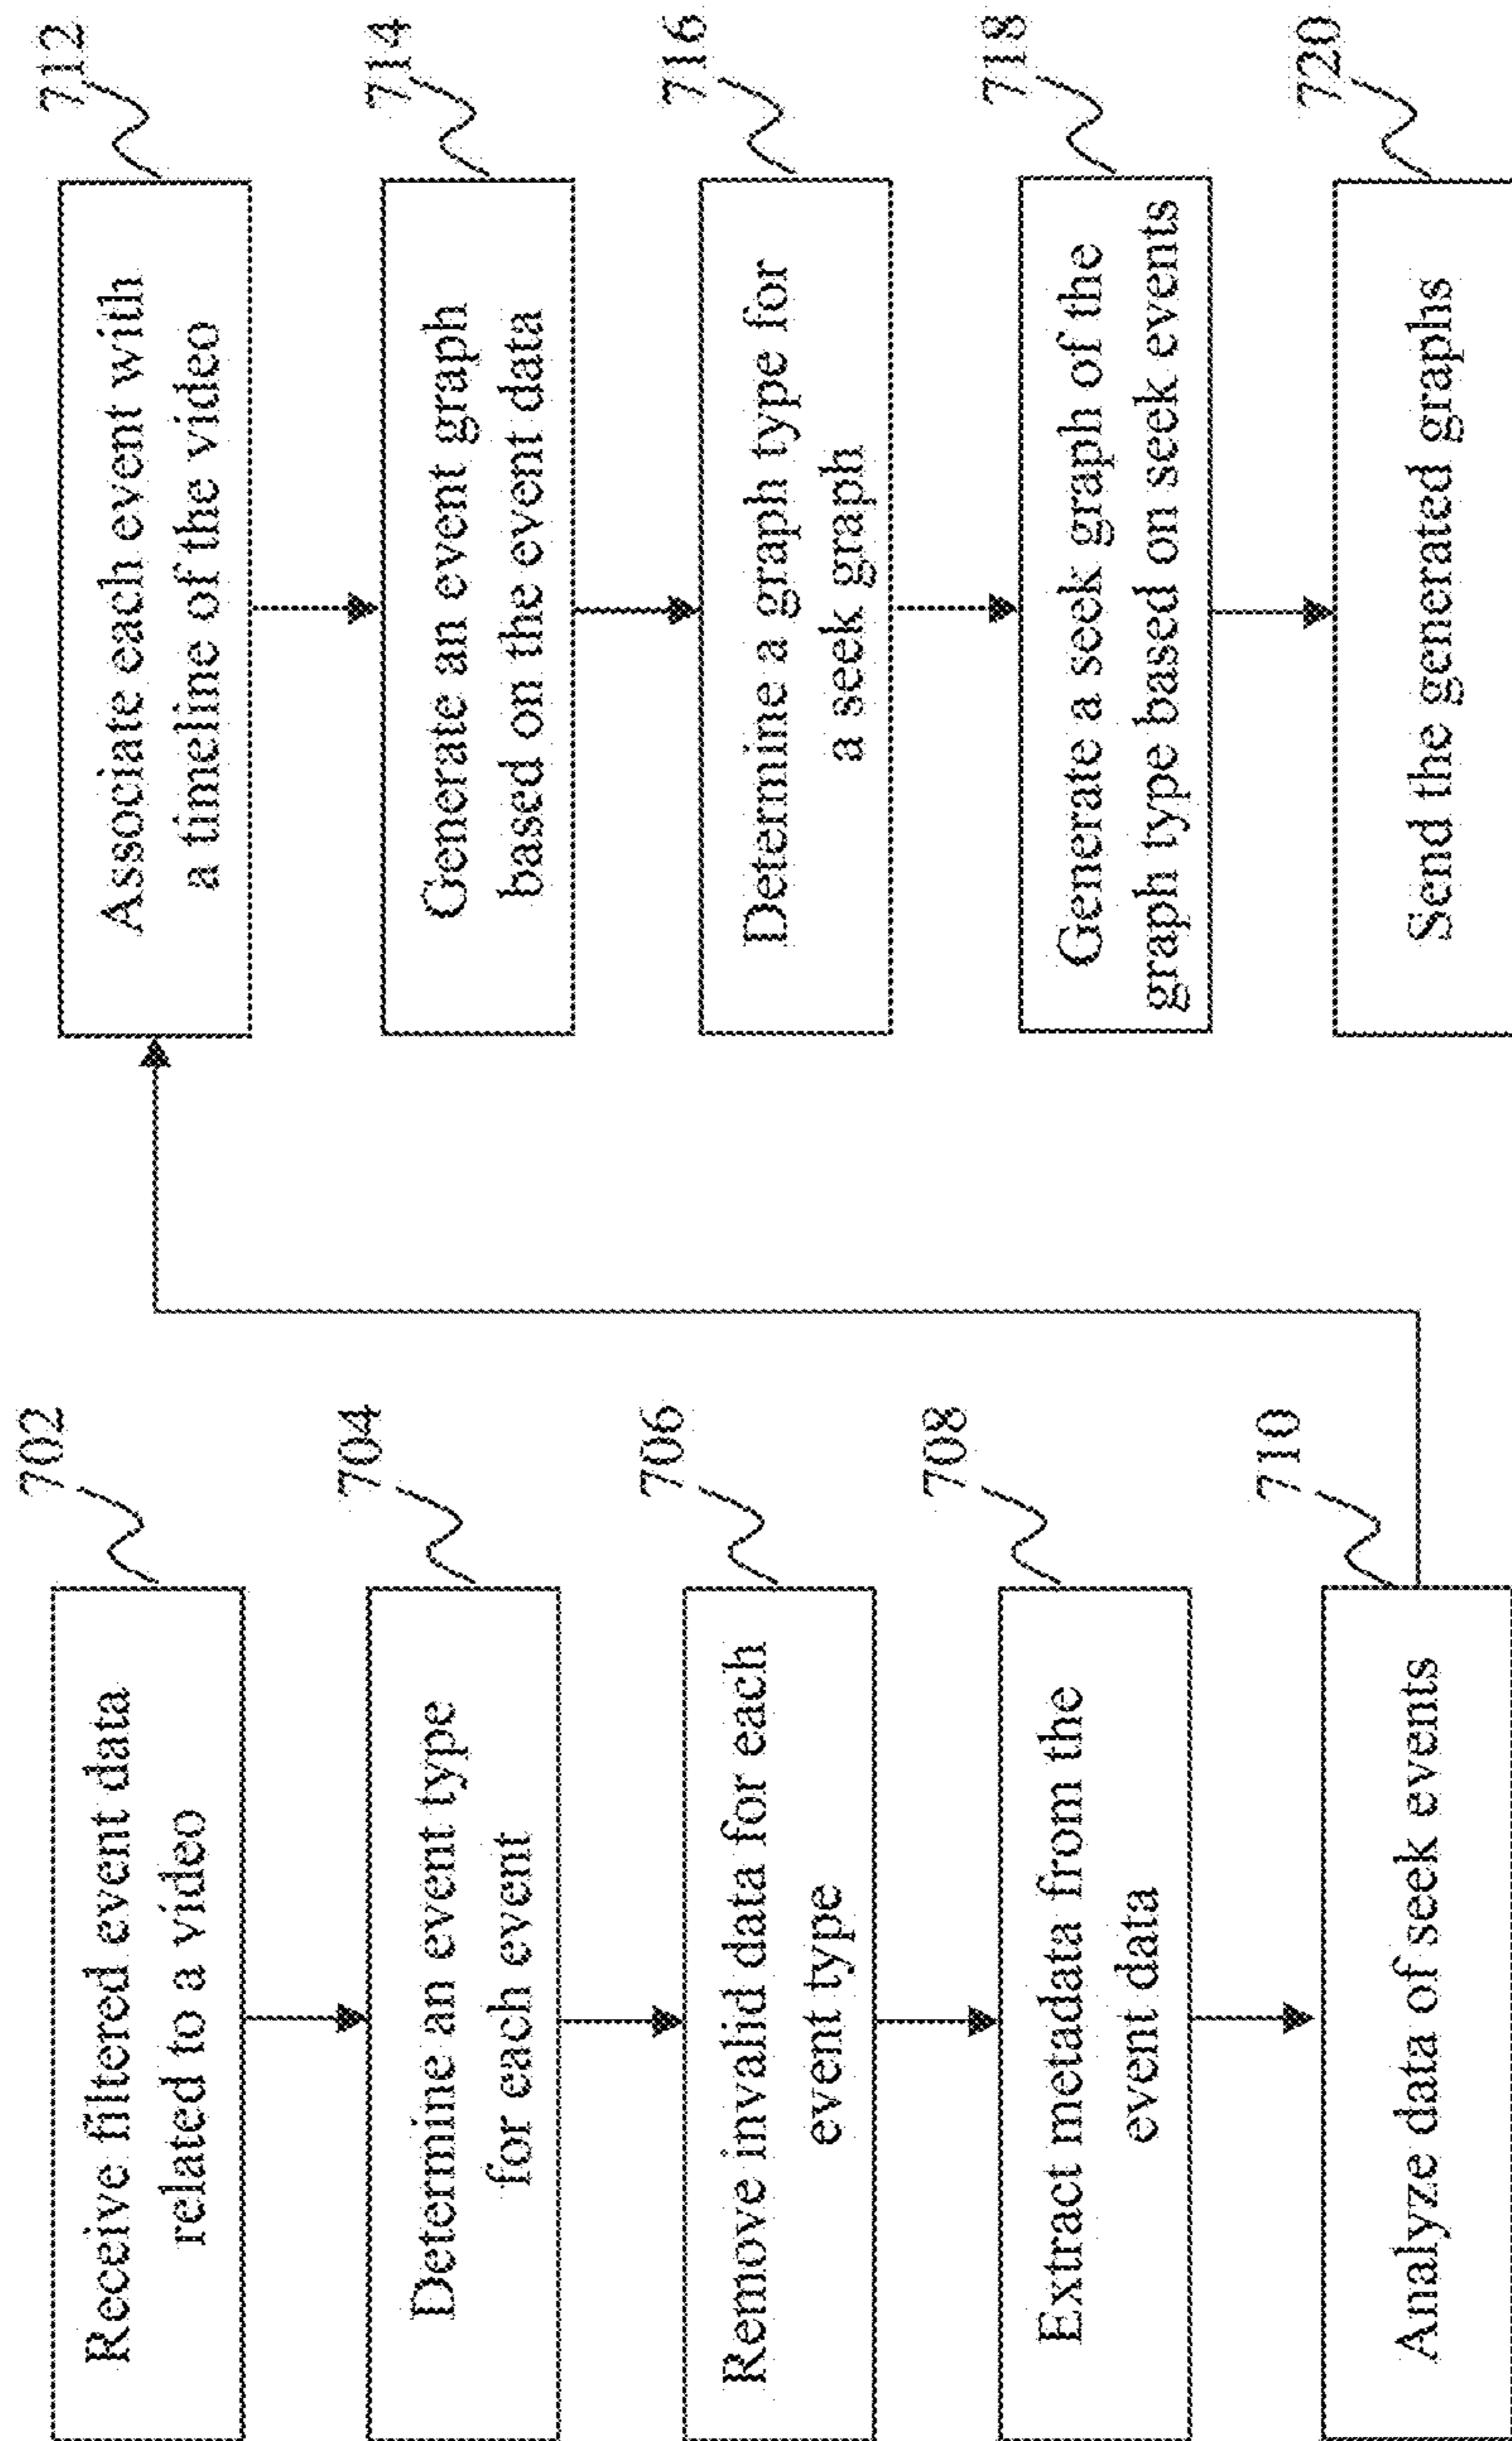 702
Receive filtered event data
related to a video
704
Determine an event type
for each event
706
Remove invalid data for each
event type
708
Extract metadata from the
event data
710
Analyze data of seek events
712
Associate each event with
a timeline of the video
714
Generate an event graph
based on the event data
716
Determine a graph type for
a seek graph
718
Generate a seek graph of the
graph type based on seek events
720
Send the generated graphs